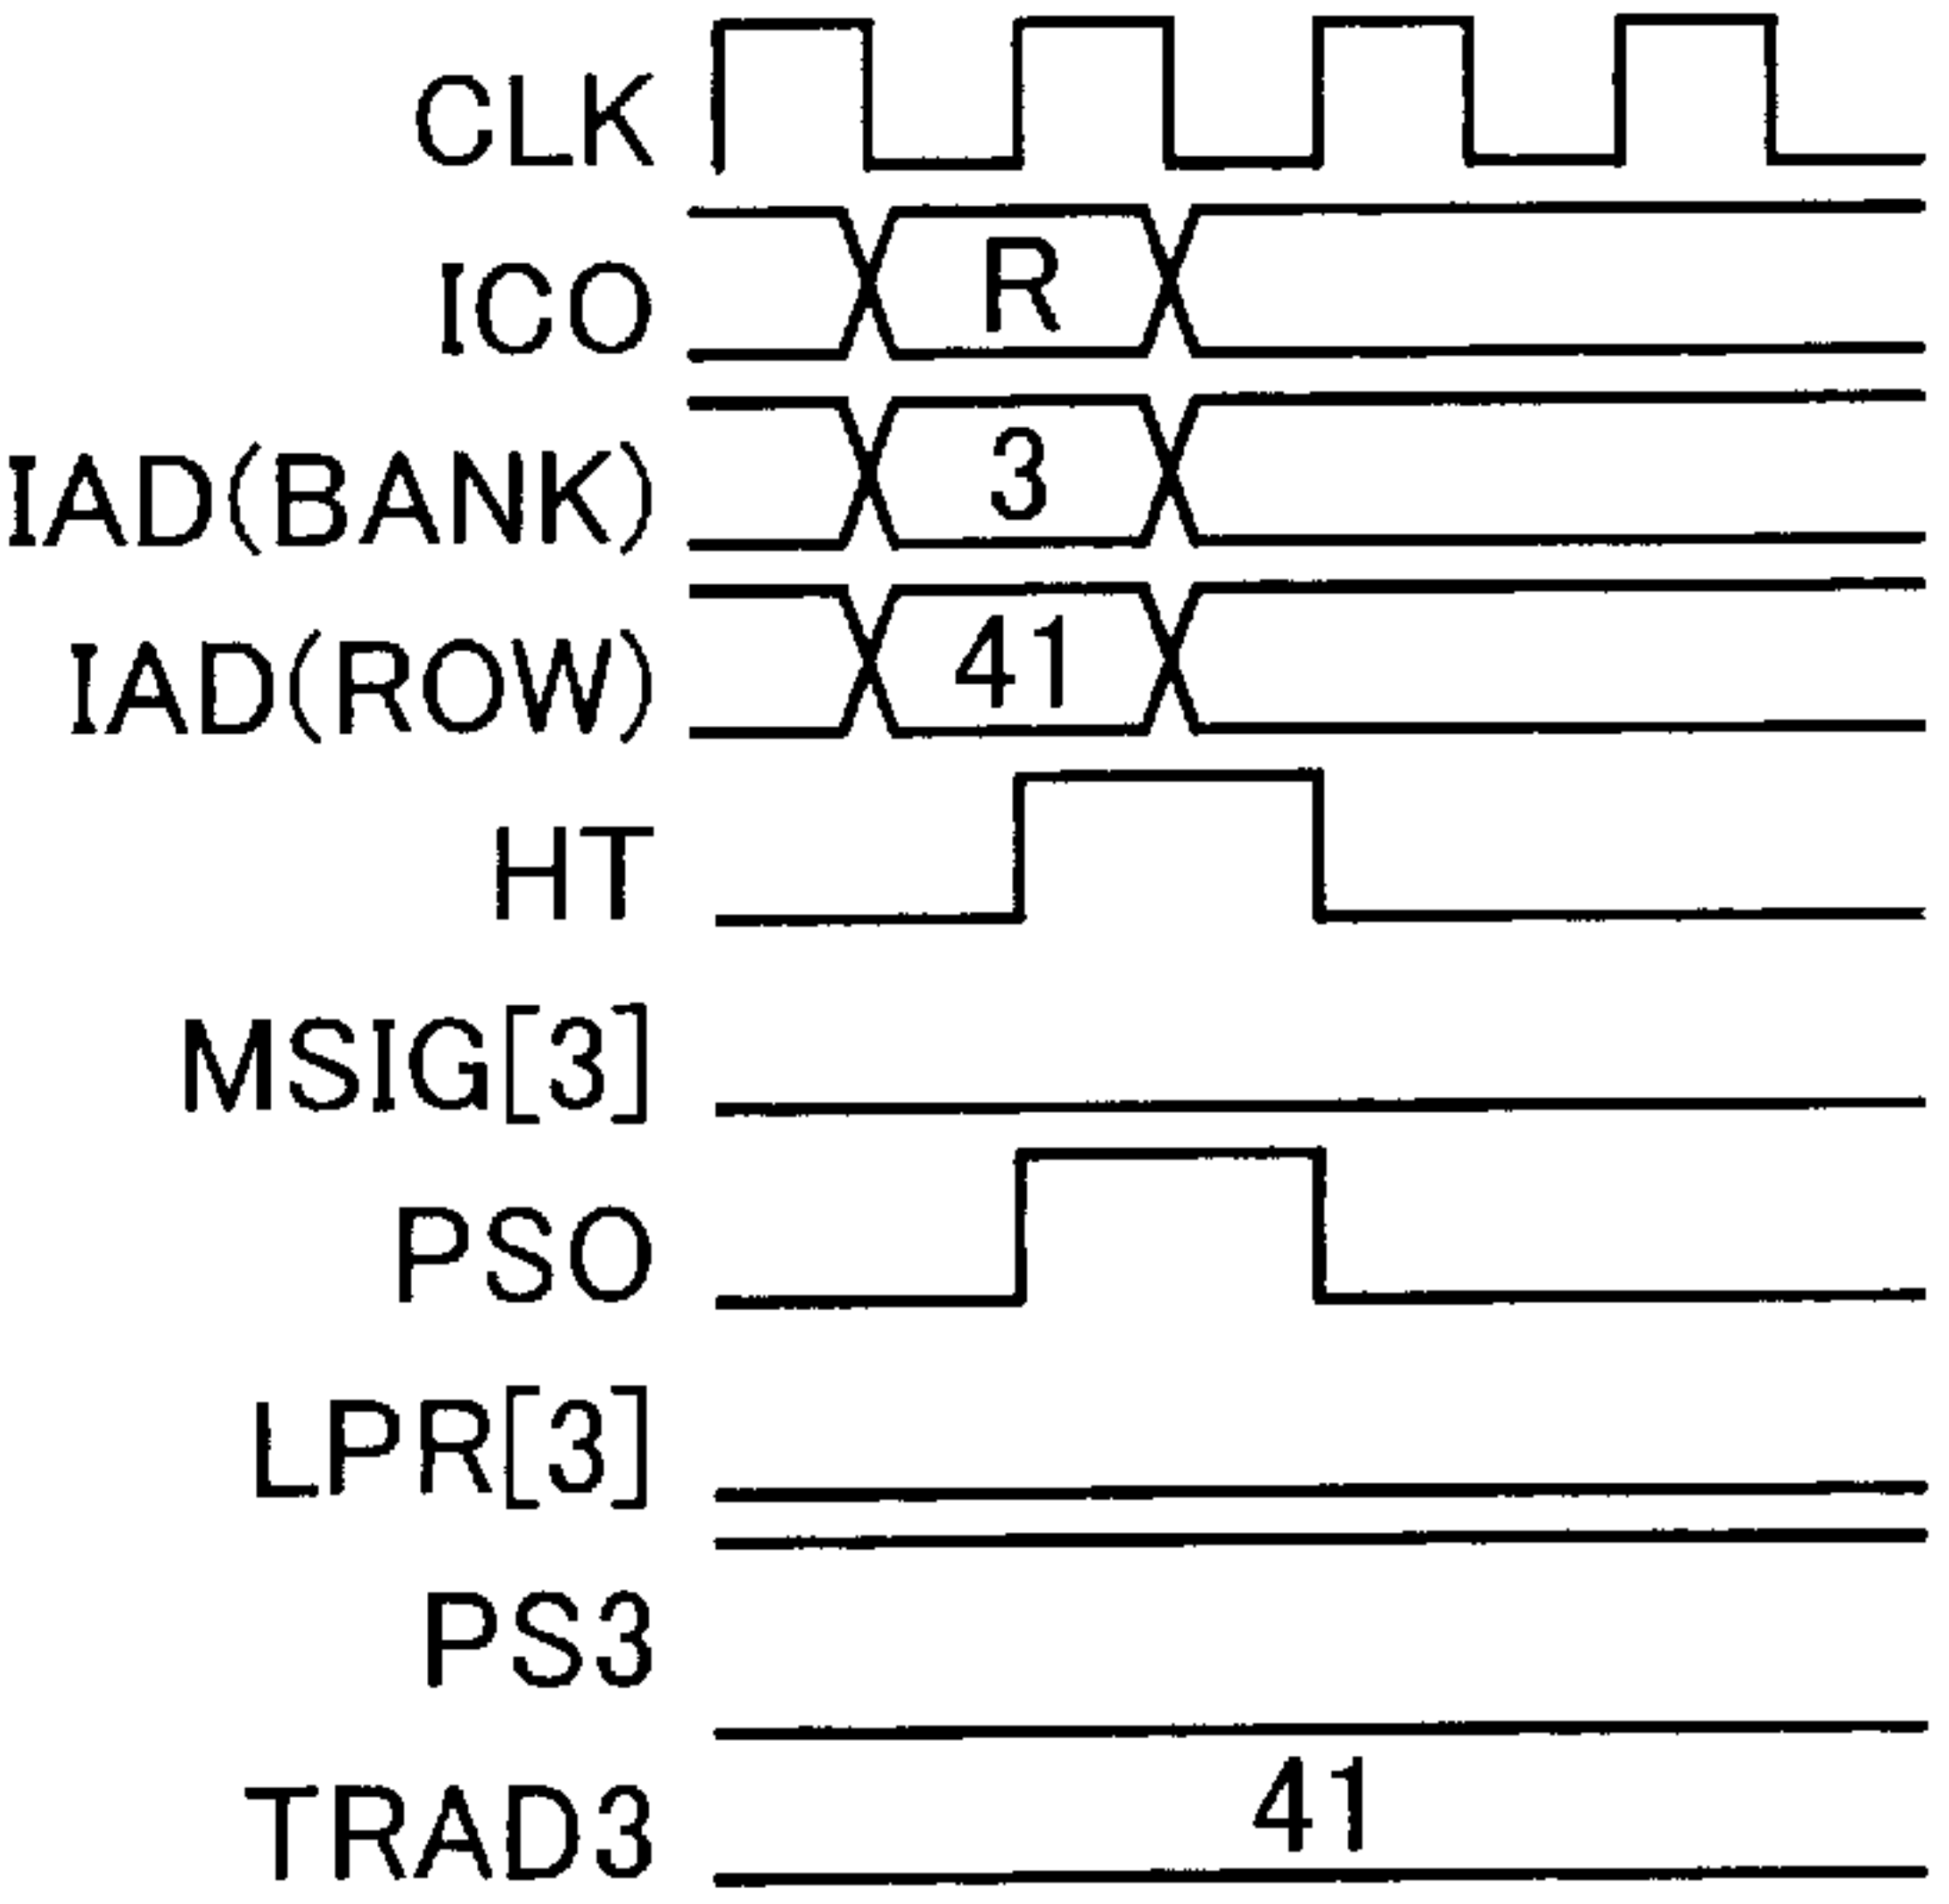 CLK
ICO R
IAD(BANK) 3
IAD(ROW) 41
HT
MSIG[3]
PSO
LPR[3]
PS3
TRAD3 41